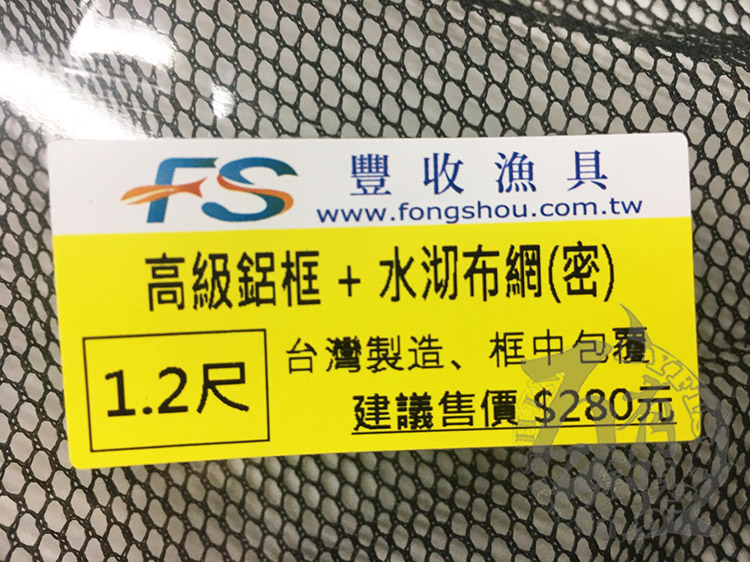 FS 豐收漁具
www.fongshou.com.tw
高級鋁框 + 水沏布網(密)
1.2尺
台灣製造、框中包覆
建議售價 $280元